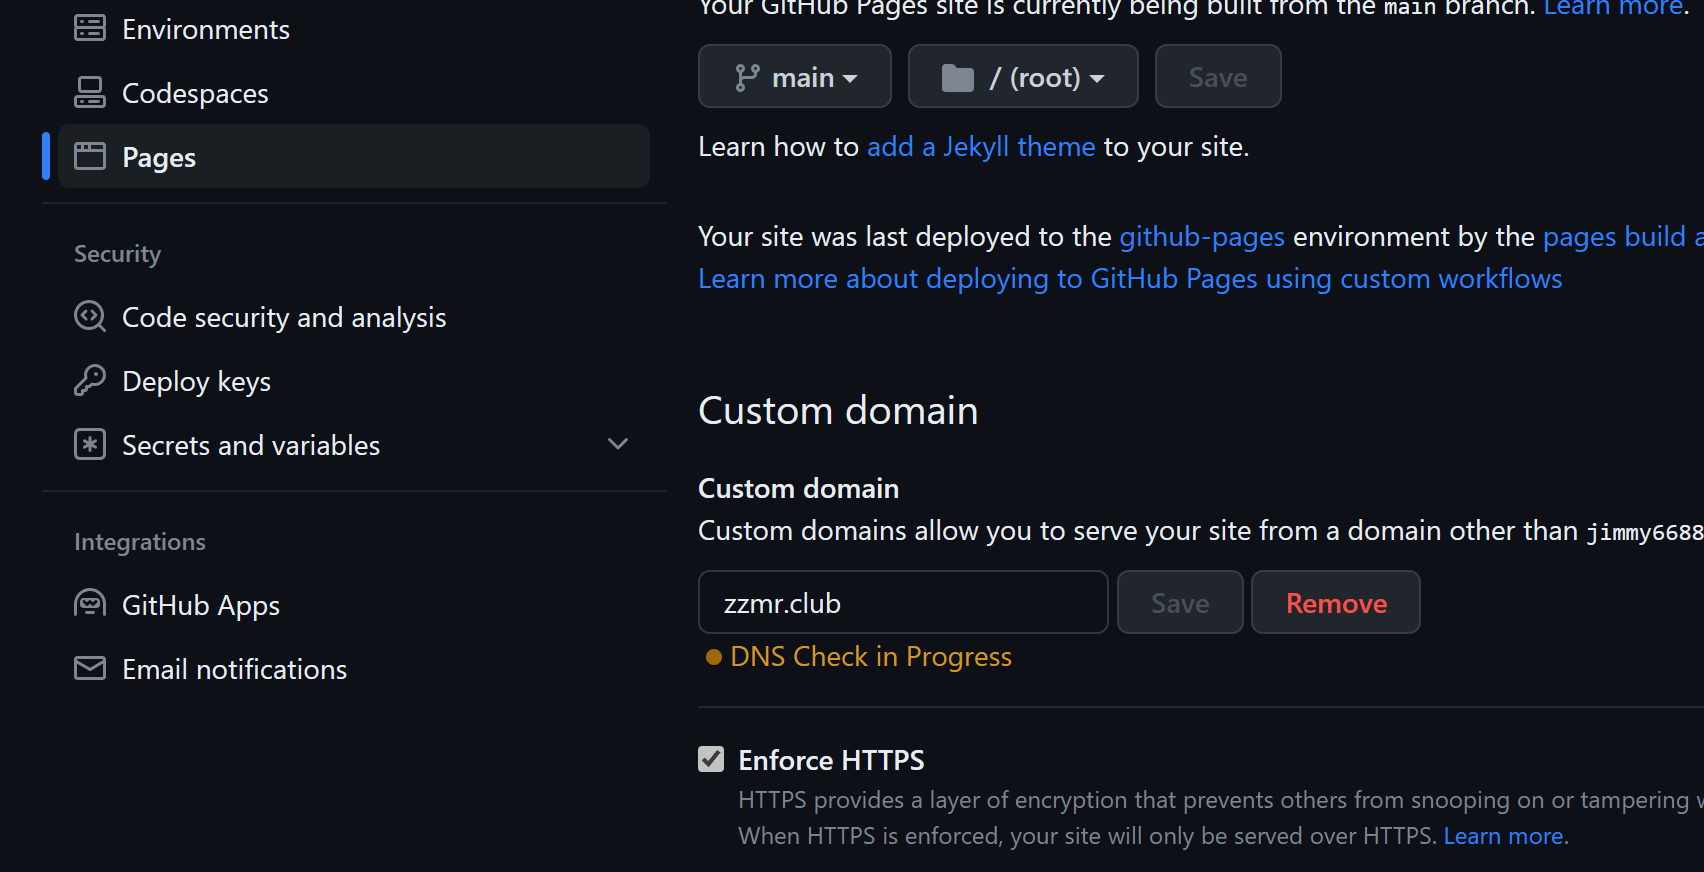 Environments
Codespaces
Pages
Security
Code security and analysis
Deploy keys
Secrets and variables
Integrations
GitHub Apps
Email notifications
Your GitHub Pages site is currently being built from the main branch. Learn more.
main
/ (root)
Save
Learn how to add a Jekyll theme to your site.
Your site was last deployed to the github-pages environment by the pages build
Learn more about deploying to GitHub Pages using custom workflows
Custom domain
Custom domain
Custom domains allow you to serve your site from a domain other than jimmy6688
zzmr.club
Save
Remove
DNS Check in Progress
Enforce HTTPS
HTTPS provides a layer of encryption that prevents others from snooping on or tampering
When HTTPS is enforced, your site will only be served over HTTPS. Learn more.